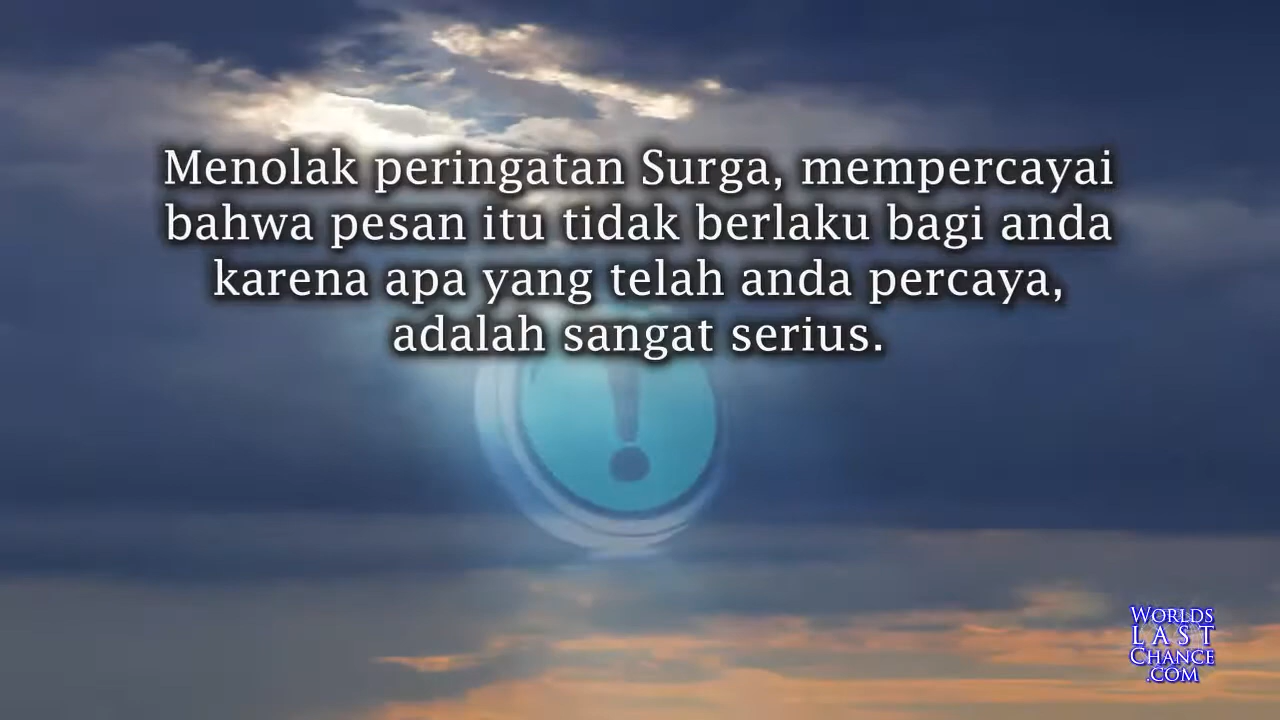 Menolak peringatan Surga, mempercayai
bahwa pesan itu tidak berlaku bagi anda
karena apa yang telah anda percaya,
adalah sangat serius.
WORLDS
LAST
CHANCE
.COM